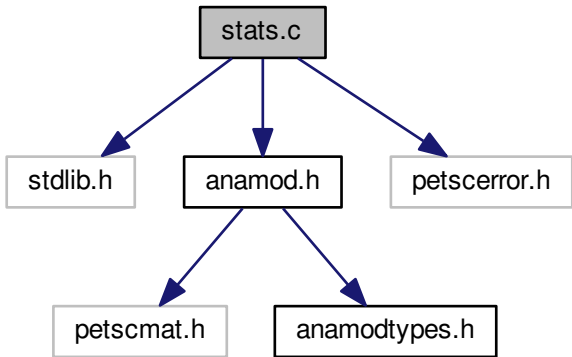 stats.c
stdlib.h
anamod.h
petscerror.h
petscmat.h
anamodtypes.h